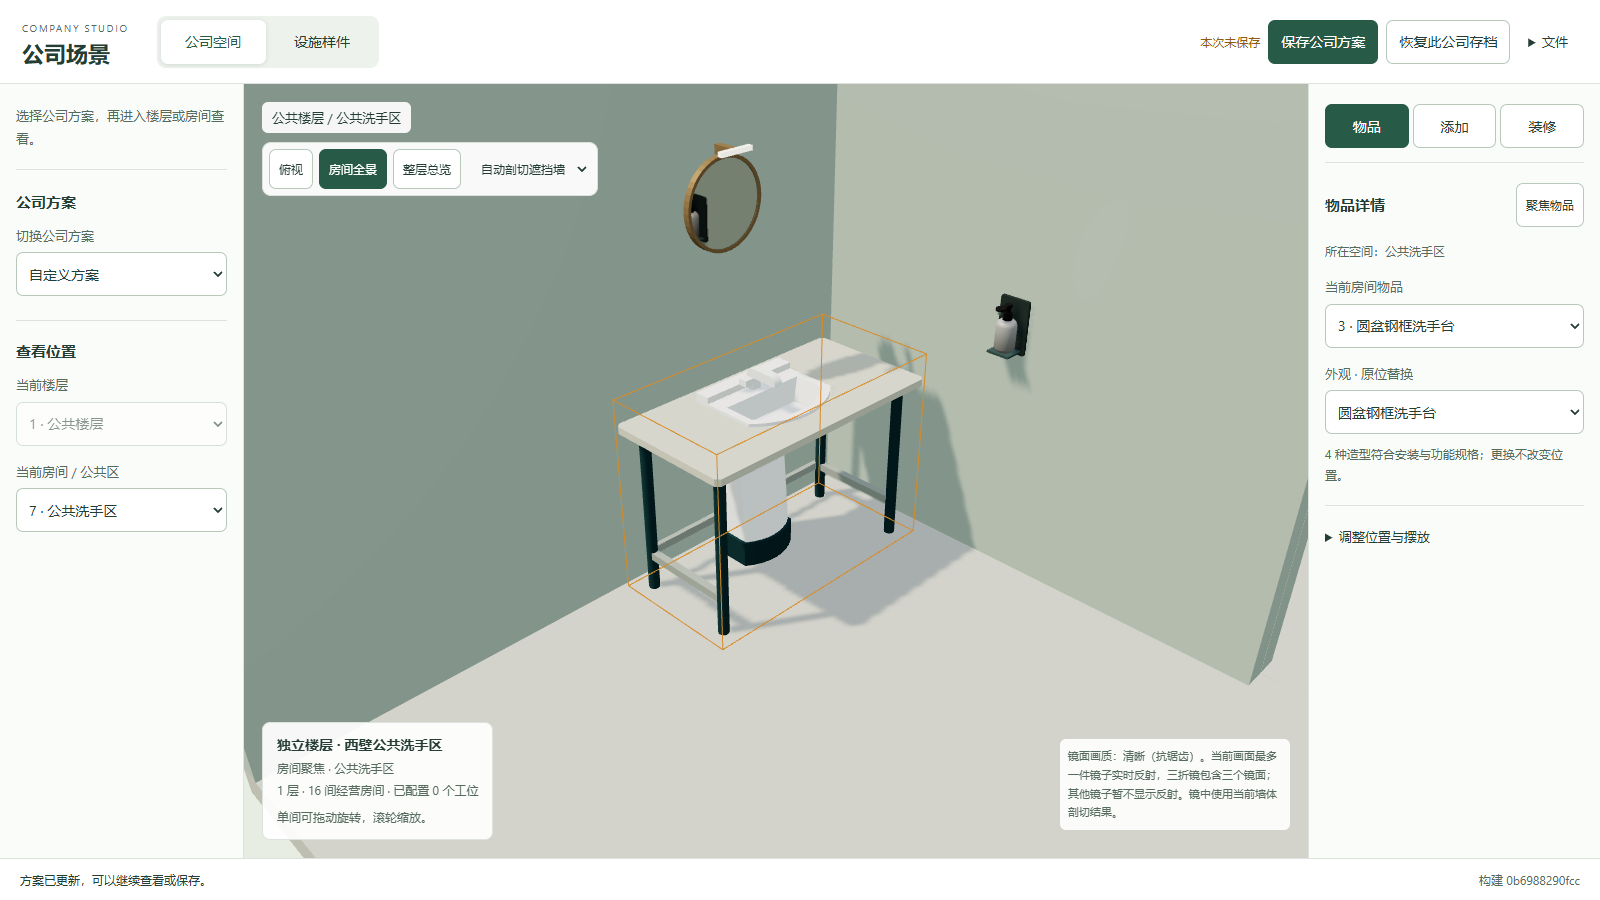 COMPANY STUDIO
公司场景
公司空间
设施样件
本次未保存
保存公司方案
恢复此公司存档
▶ 文件
选择公司方案，再进入楼层或房间查
看。
公司方案
切换公司方案
自定义方案
查看位置
当前楼层
1 · 公共楼层
当前房间 / 公共区
7 · 公共洗手区
公共楼层 / 公共洗手区
俯视
房间全景
整层总览
自动剖切遮挡墙
独立楼层 · 西壁公共洗手区
房间聚焦 · 公共洗手区
1 层 · 16 间经营房间 · 已配置 0 个工位
单间可拖动旋转，滚轮缩放。
镜面画质：清晰（抗锯齿）。当前画面最多
一件镜子实时反射，三折镜包含三个镜面；
其他镜子暂不显示反射。镜中使用当前墙体
剖切结果。
物品
添加
装修
物品详情
聚焦物品
所在空间：公共洗手区
当前房间物品
3 · 圆盆钢框洗手台
外观 · 原位替换
圆盆钢框洗手台
4 种造型符合安装与功能规格；更换不改变位
置。
▶ 调整位置与摆放
方案已更新，可以继续查看或保存。
构建 0b6988290fcc